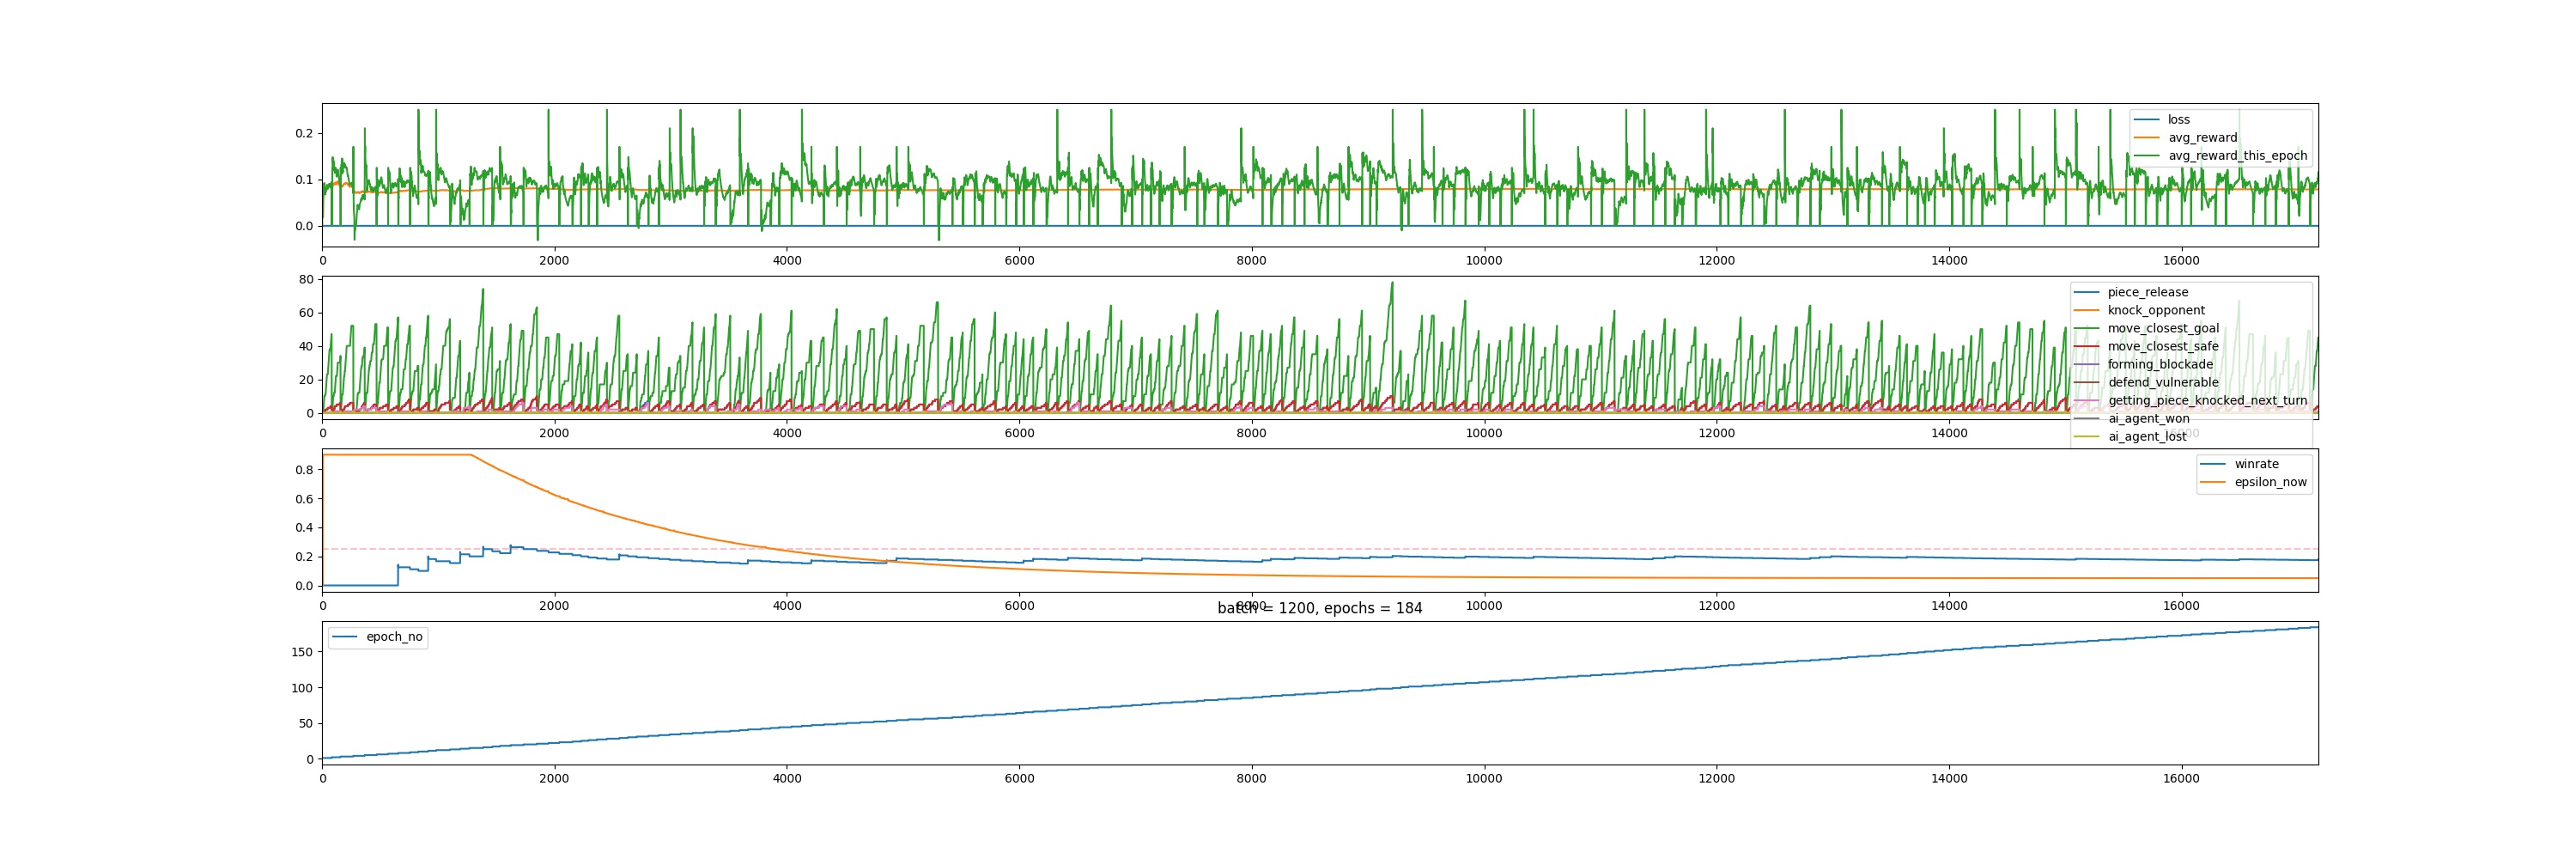 0.2
0.1
0.0
loss
avg_reward
avg_reward_this_epoch
0 2000 4000 6000 8000 10000 12000 14000 16000
80
60
40
20
0
piece_release
knock_opponent
move_closest_goal
move_closest_safe
forming_blockade
defend_vulnerable
getting_piece_knocked_next_turn
ai_agent_won
ai_agent_lost
0 2000 4000 6000 8000 10000 12000 14000 16000
0.8
0.6
0.4
0.2
0.0
winrate
epsilon_now
0 2000 4000 6000 8000 10000 12000 14000 16000
batch = 1200, epochs = 184
150
100
50
0
epoch_no
0 2000 4000 6000 8000 10000 12000 14000 16000